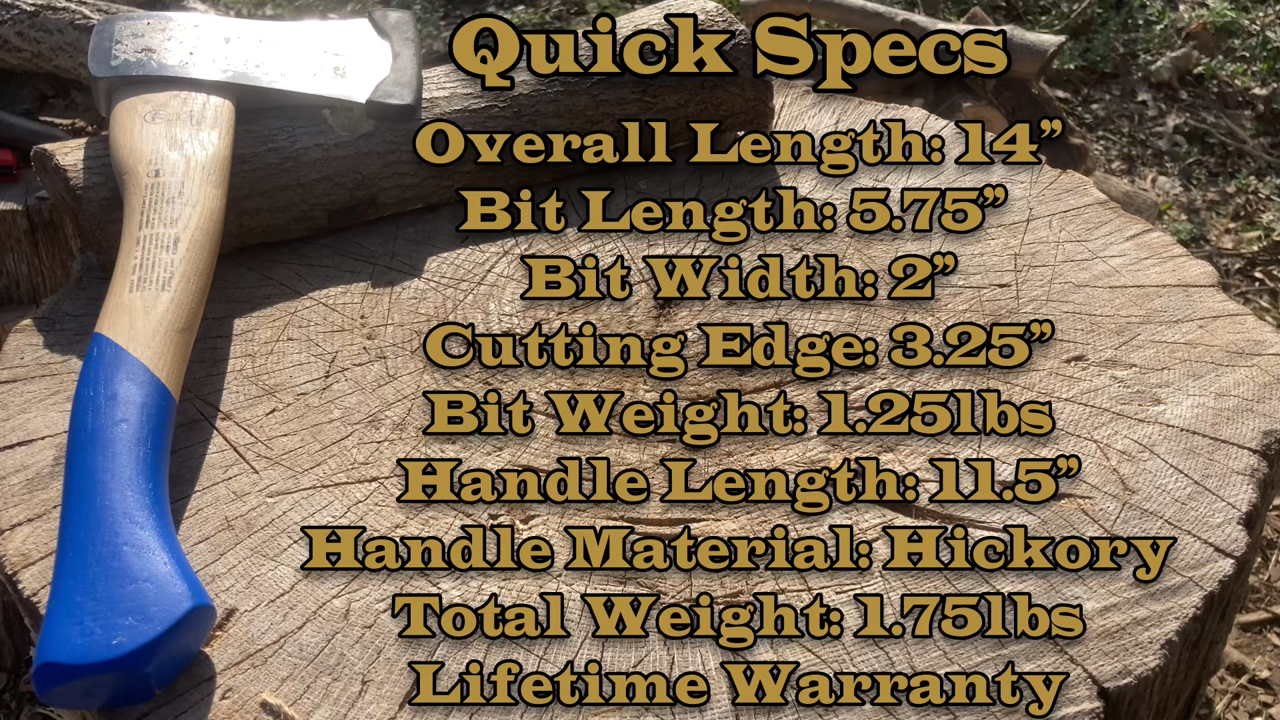 Quick Specs
Overall Length: 14”
Bit Length: 5.75”
Bit Width: 2”
Cutting Edge: 3.25”
Bit Weight: 1.25lbs
Handle Length: 11.5”
Handle Material: Hickory
Total Weight: 1.75lbs
Lifetime Warranty